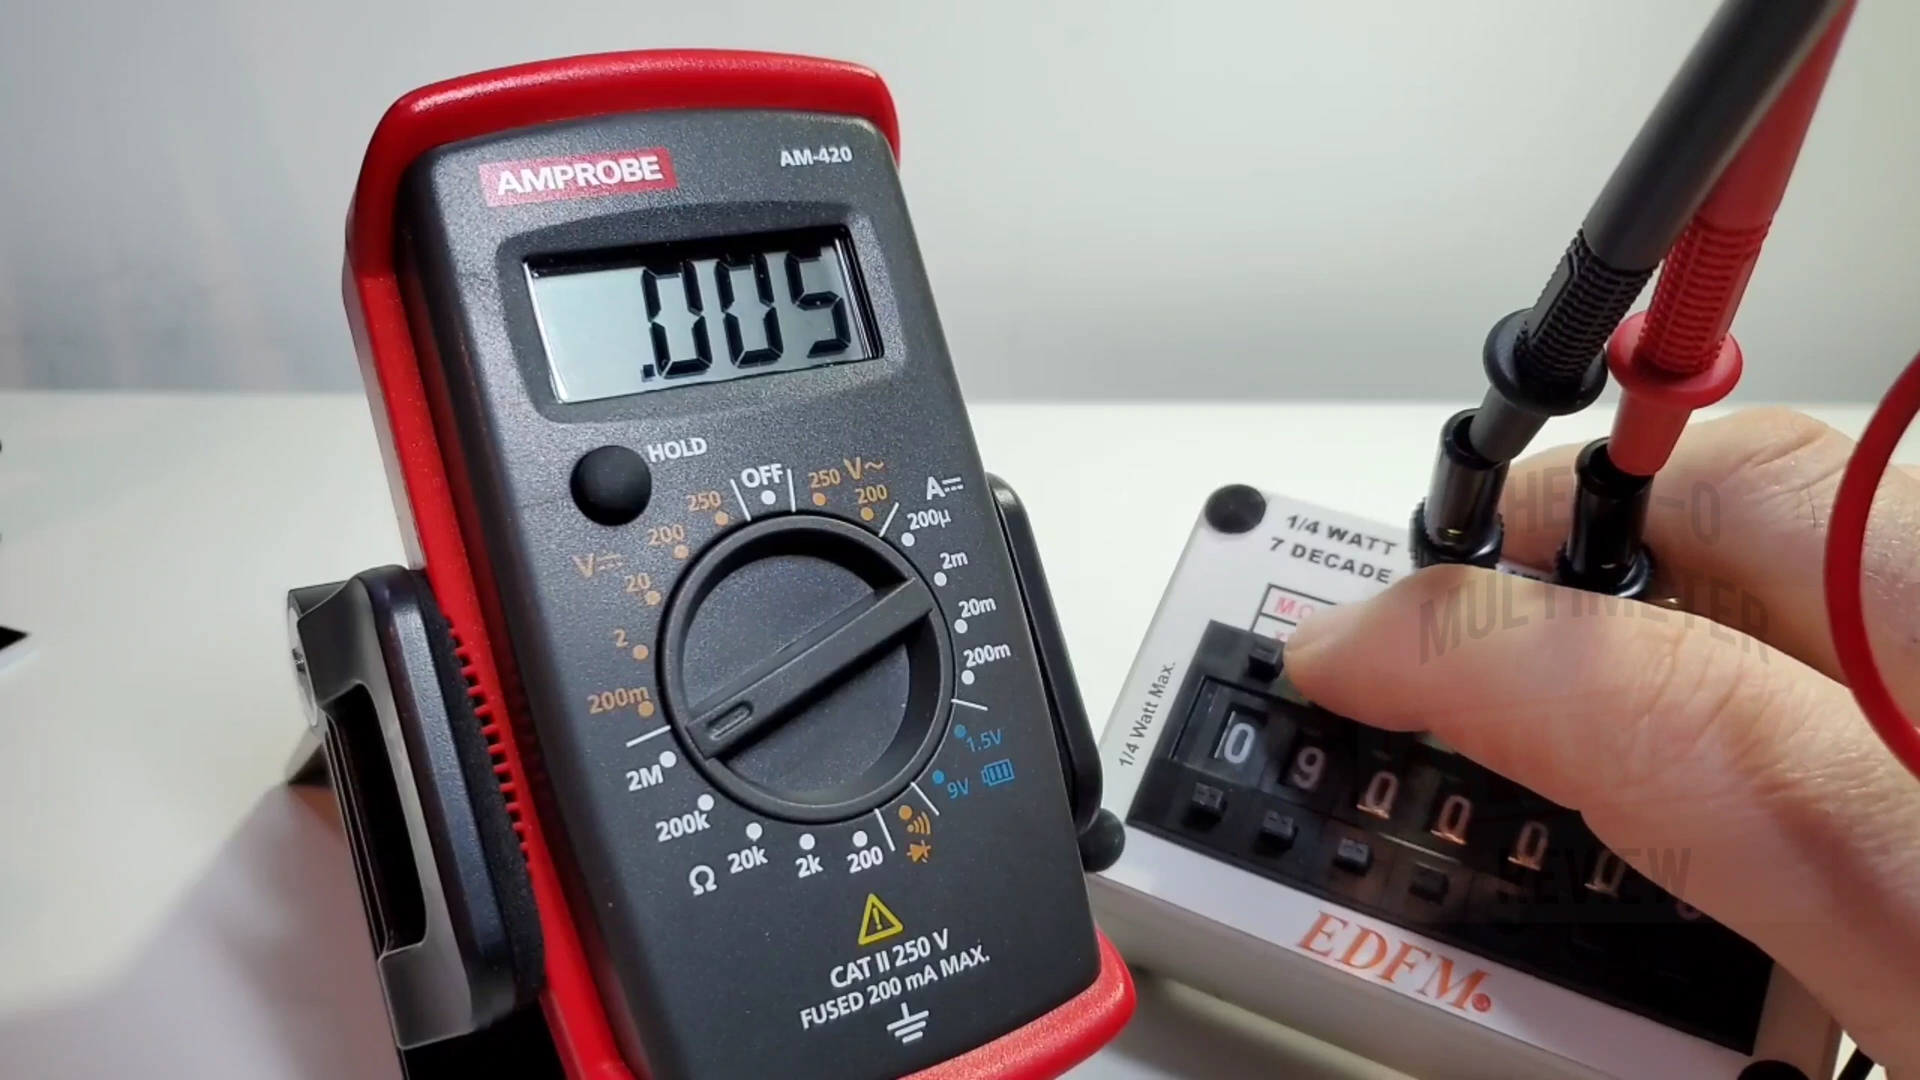 AMPROBE
AM-420
.005
HOLD
OFF
250 V~
200
250
200
V⎓
20
2
200m
A⎓
200µ
2m
20m
200m
1.5V
9V
2M
200k
20k
2k
200
Ω
CAT II 250 V
FUSED 200 mA MAX.
1/4 WATT
7 DECADE
1/4 Watt Max.
0 9 0 0 0 0
EDFM
MULTIMETER
REVIEW